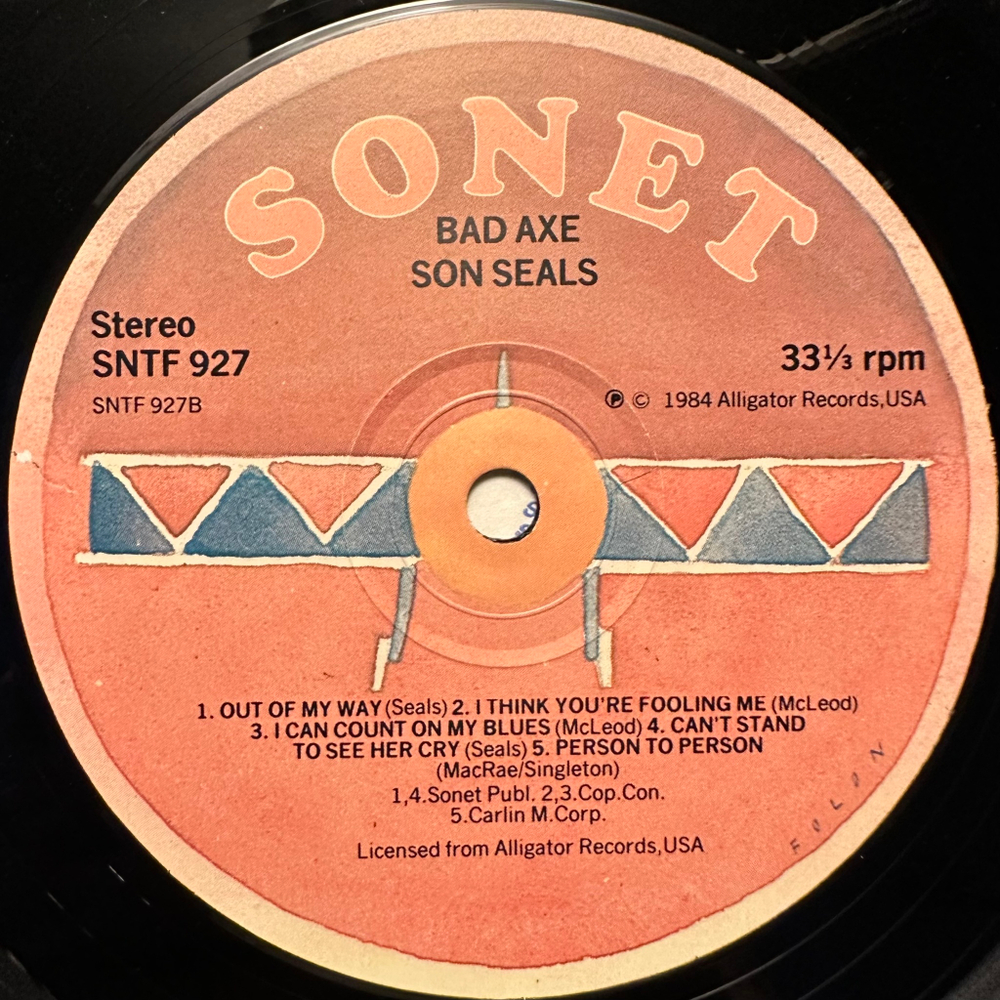 SONET
BAD AXE
SON SEALS
Stereo
SNTF 927
SNTF 927B
33⅓ rpm
℗ © 1984 Alligator Records,USA
1. OUT OF MY WAY (Seals) 2. I THINK YOU'RE FOOLING ME (McLeod)
3. I CAN COUNT ON MY BLUES (McLeod) 4. CAN'T STAND
TO SEE HER CRY (Seals) 5. PERSON TO PERSON
(MacRae/Singleton)
1,4.Sonet Publ. 2,3.Cop.Con.
5.Carlin M.Corp.
Licensed from Alligator Records,USA
FOLON